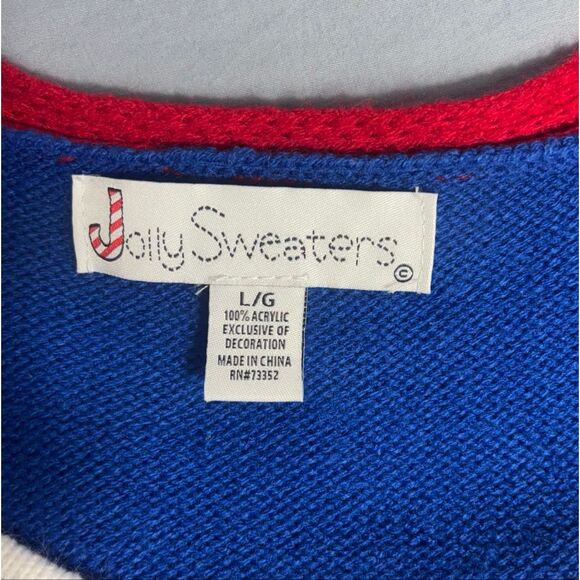 Jolly Sweaters ©
L/G
100% ACRYLIC
EXCLUSIVE OF
DECORATION
MADE IN CHINA
RN#73352